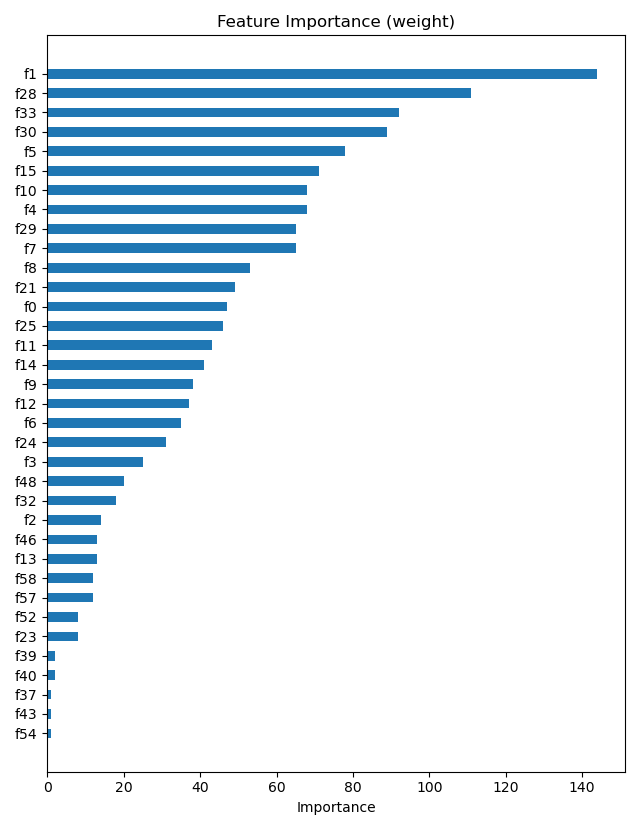 Feature Importance (weight)
f1
f28
f33
f30
f5
f15
f10
f4
f29
f7
f8
f21
f0
f25
f11
f14
f9
f12
f6
f24
f3
f48
f32
f2
f46
f13
f58
f57
f52
f23
f39
f40
f37
f43
f54
0 20 40 60 80 100 120 140
Importance